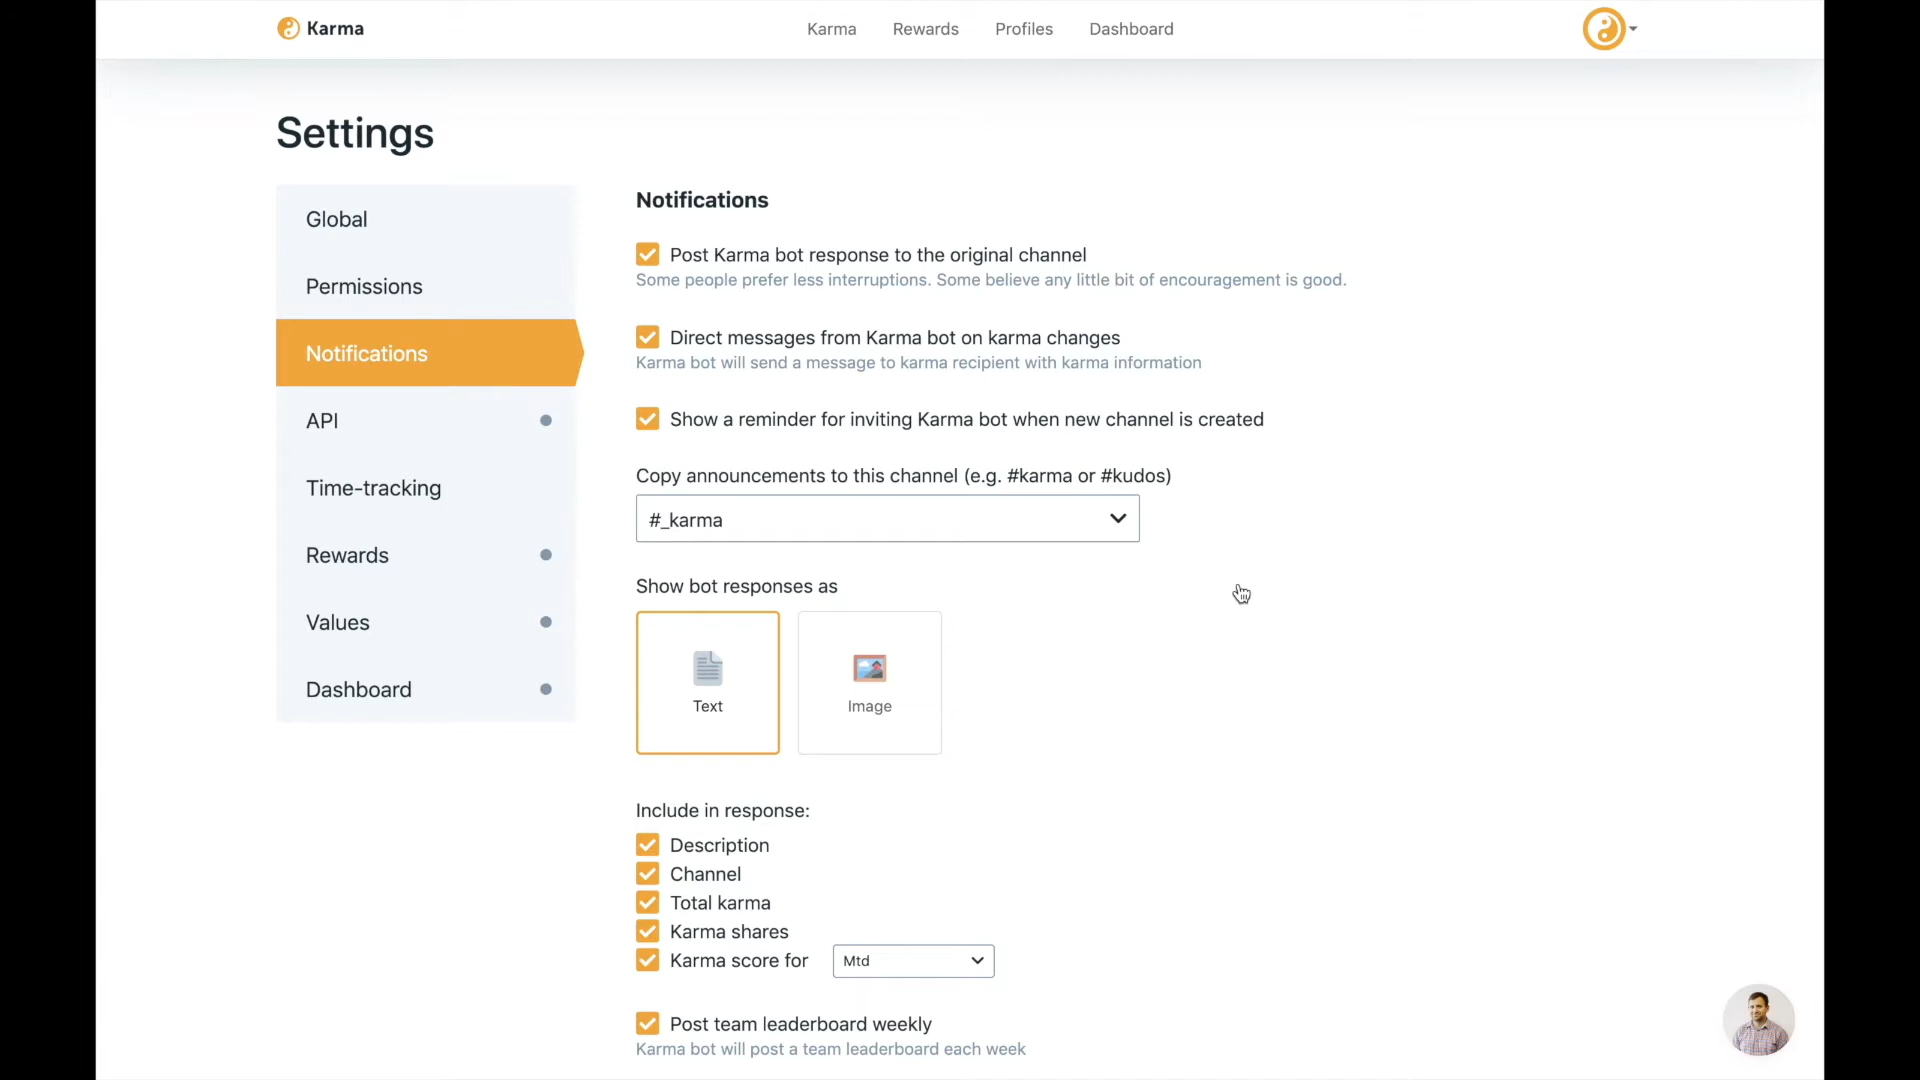 Karma
Karma
Rewards
Profiles
Dashboard
Settings
Global
Permissions
Notifications
API
Time-tracking
Rewards
Values
Dashboard
Notifications
Post Karma bot response to the original channel
Some people prefer less interruptions. Some believe any little bit of encouragement is good.
Direct messages from Karma bot on karma changes
Karma bot will send a message to karma recipient with karma information
Show a reminder for inviting Karma bot when new channel is created
Copy announcements to this channel (e.g. #karma or #kudos)
#_karma
Show bot responses as
Text
Image
Include in response:
Description
Channel
Total karma
Karma shares
Karma score for
Mtd
Post team leaderboard weekly
Karma bot will post a team leaderboard each week